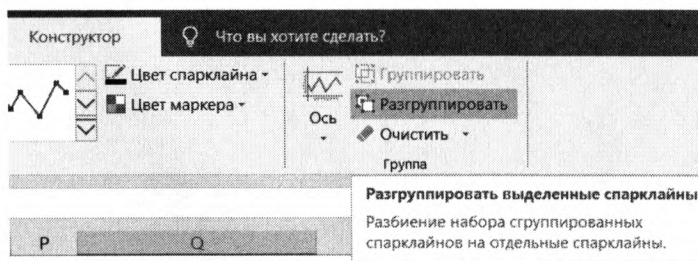 Конструктор
Что вы хотите сделать?
Цвет спарклайна
Цвет маркера
Ось
Группировать
Разгруппировать
Очистить
Группа
Разгруппировать выделенные спарклайны
Разбиение набора сгруппированных
спарклайнов на отдельные спарклайны.
P
Q